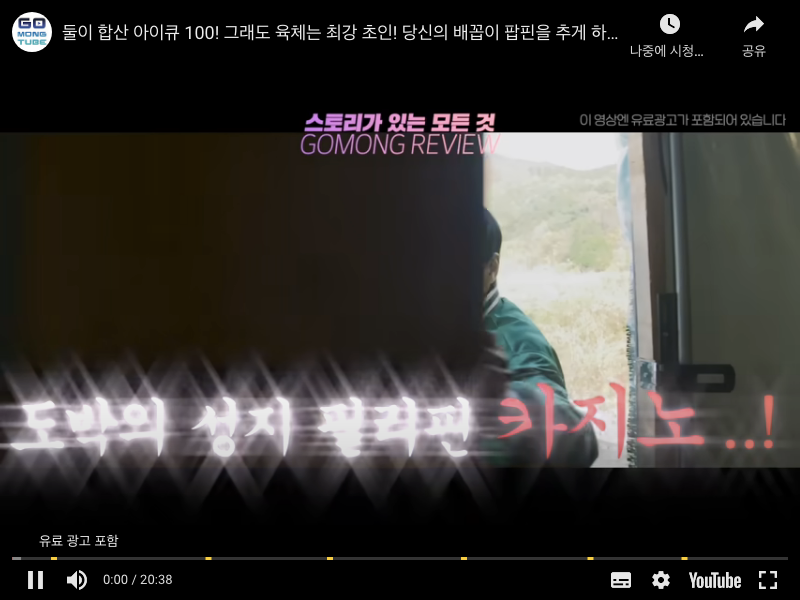 GO
MONG
TUBE
둘이 합산 아이큐 100! 그래도 육체는 최강 초인! 당신의 배꼽이 팝핀을 추게 하...
나중에 시청...
공유
스토리가 있는 모든 것
GOMONG REVIEW
이 영상엔 유료광고가 포함되어 있습니다
도박의 성지 필리핀 카지노..!
유료 광고 포함
0:00 / 20:38
YouTube